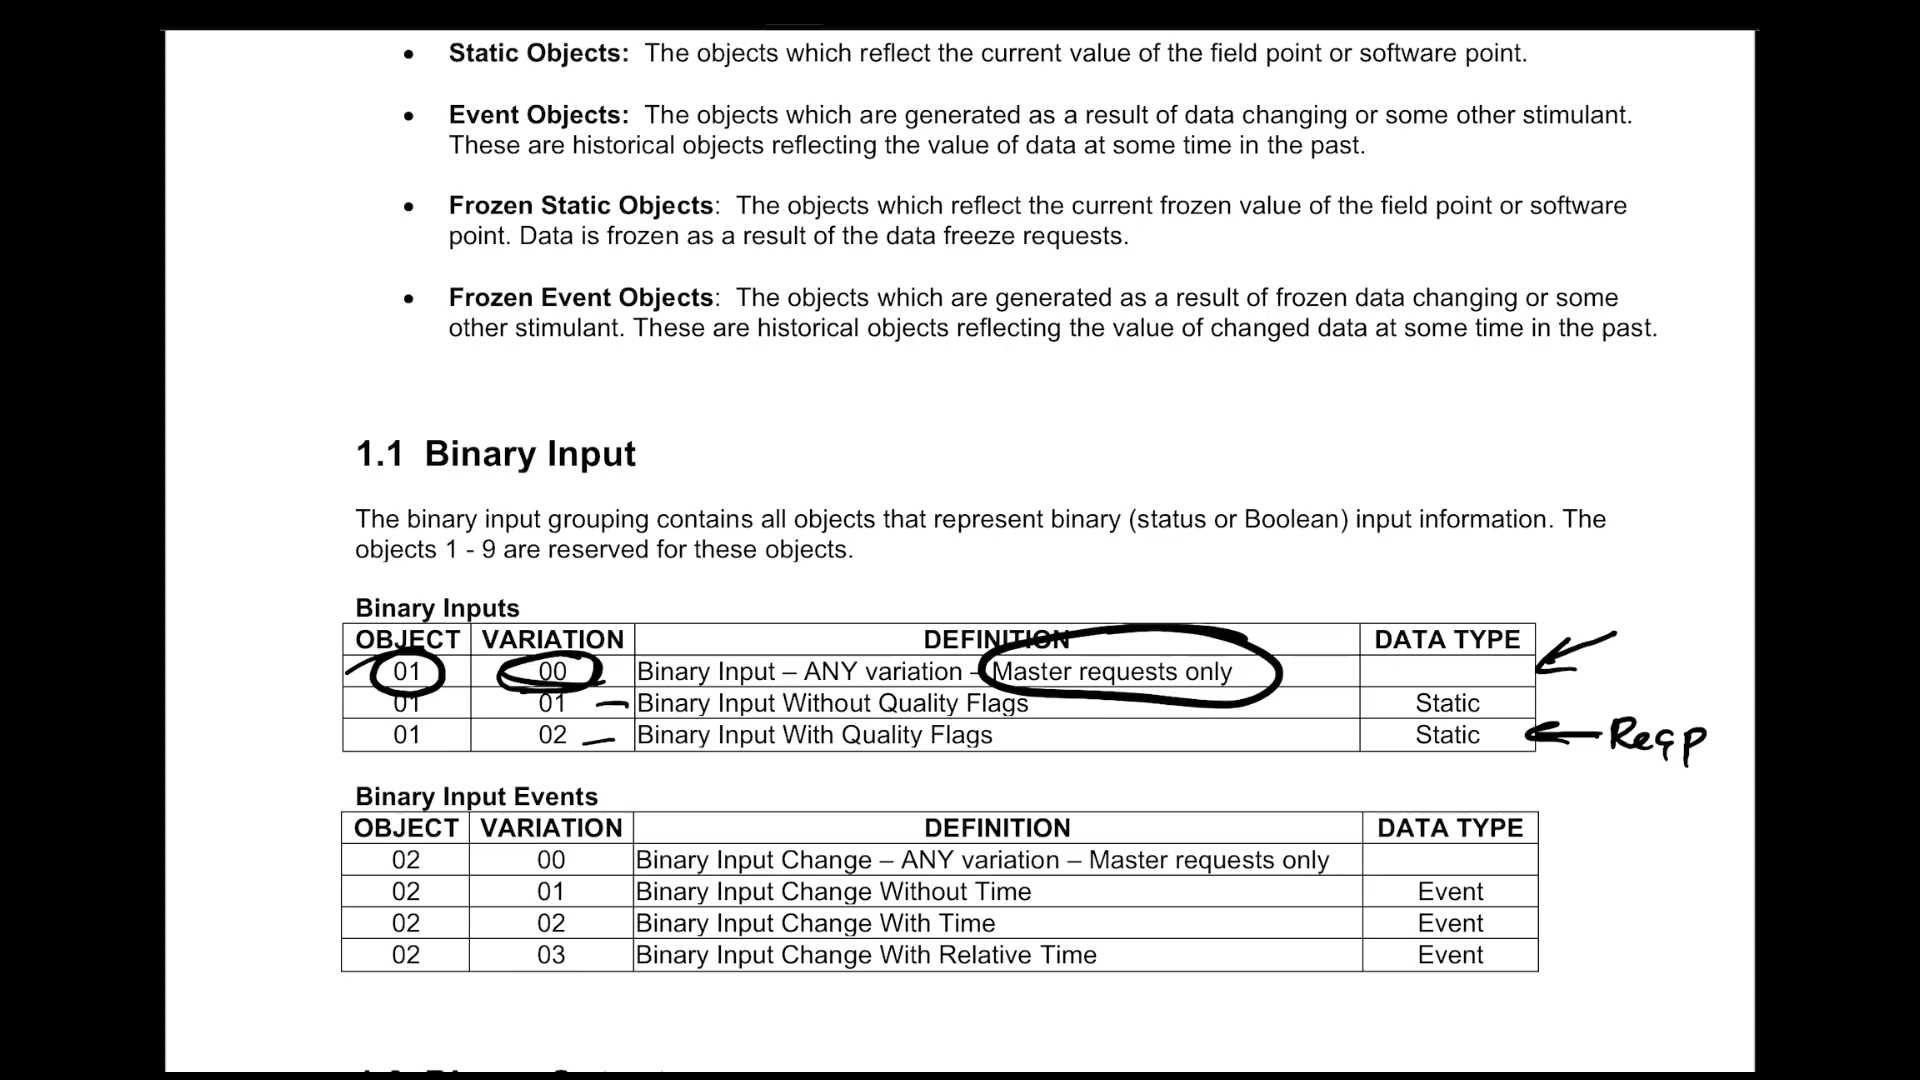 • Static Objects: The objects which reflect the current value of the field point or software point.
• Event Objects: The objects which are generated as a result of data changing or some other stimulant.
These are historical objects reflecting the value of data at some time in the past.
• Frozen Static Objects: The objects which reflect the current frozen value of the field point or software
point. Data is frozen as a result of the data freeze requests.
• Frozen Event Objects: The objects which are generated as a result of frozen data changing or some
other stimulant. These are historical objects reflecting the value of changed data at some time in the past.
1.1 Binary Input
The binary input grouping contains all objects that represent binary (status or Boolean) input information. The
objects 1 - 9 are reserved for these objects.
Binary Inputs
OBJECT VARIATION DEFINITION DATA TYPE
01 00 Binary Input – ANY variation – Master requests only
01 01 Binary Input Without Quality Flags Static
01 02 Binary Input With Quality Flags Static
Binary Input Events
OBJECT VARIATION DEFINITION DATA TYPE
02 00 Binary Input Change – ANY variation – Master requests only
02 01 Binary Input Change Without Time Event
02 02 Binary Input Change With Time Event
02 03 Binary Input Change With Relative Time Event